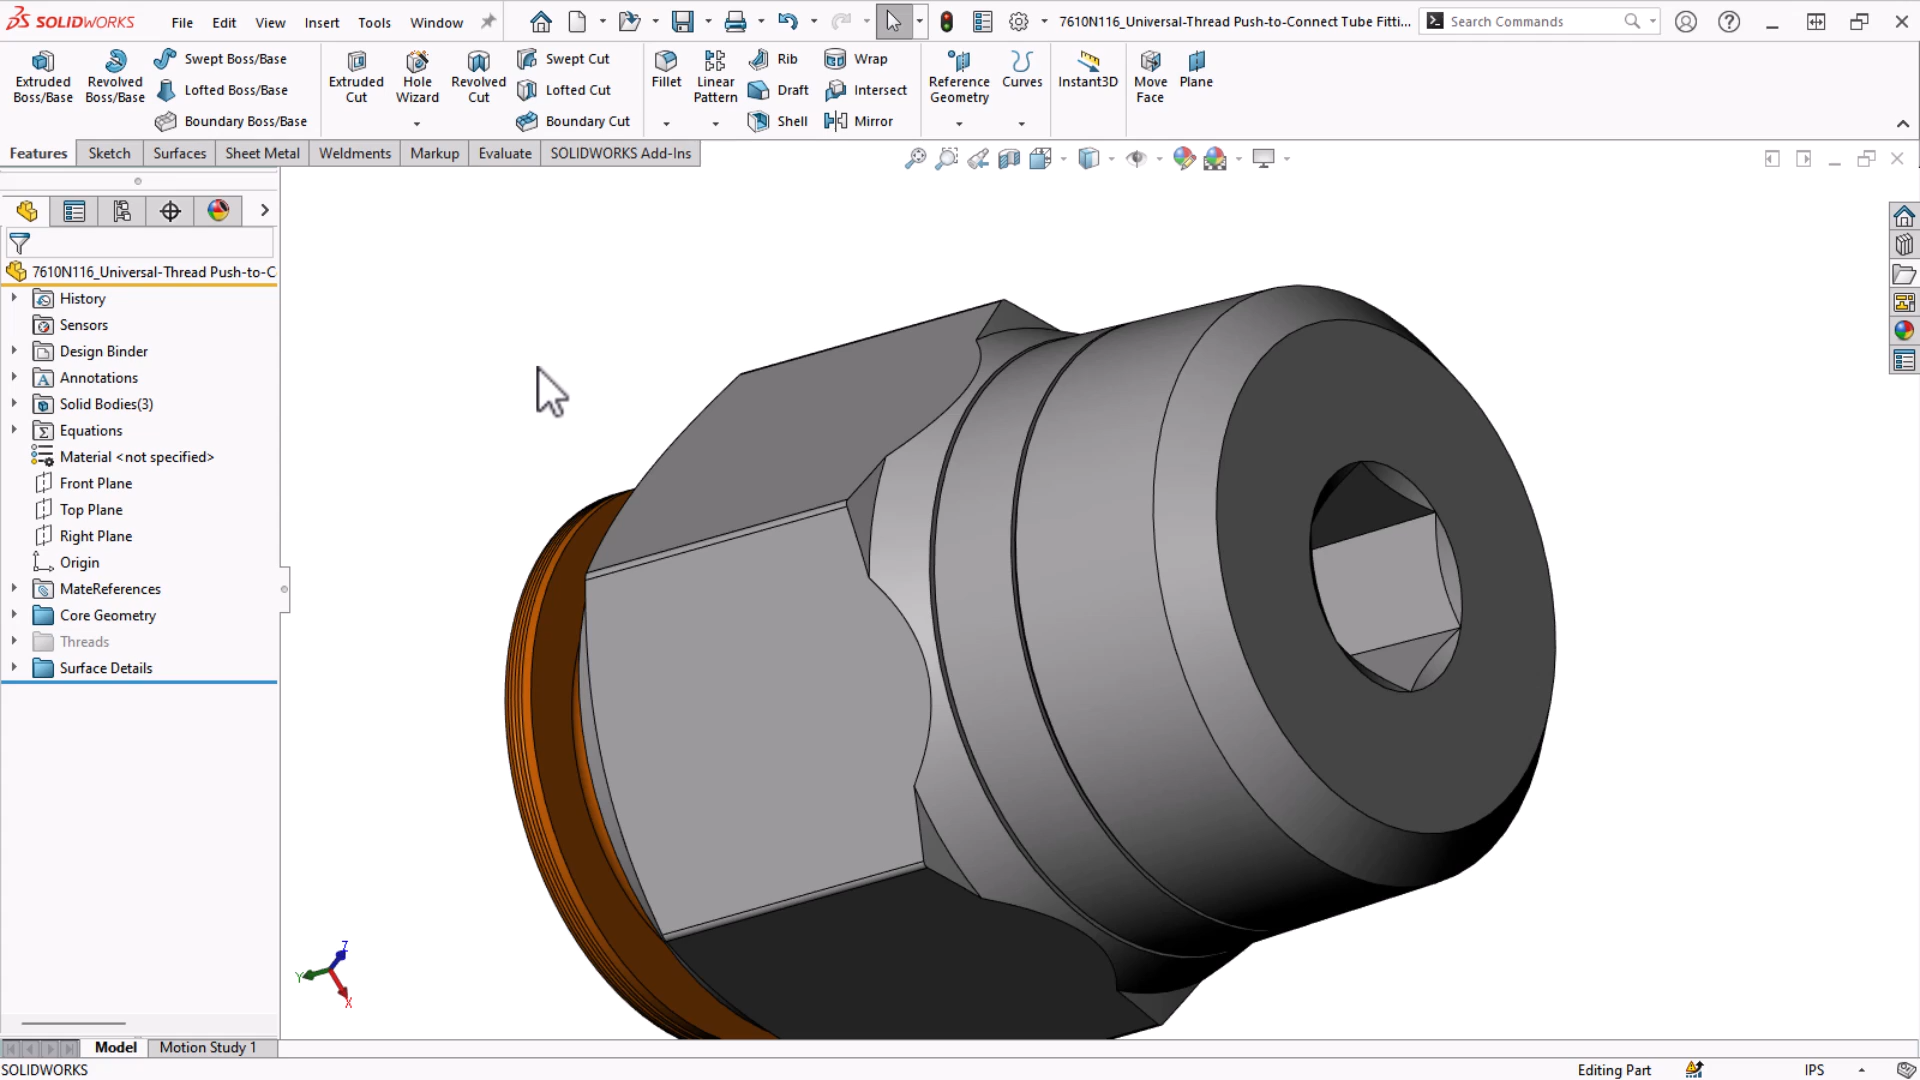 SOLIDWORKS
File Edit View Insert Tools Window
7610N116_Universal-Thread Push-to-Connect Tube Fitti...
Search Commands
Extruded Boss/Base
Revolved Boss/Base
Swept Boss/Base
Lofted Boss/Base
Boundary Boss/Base
Extruded Cut
Hole Wizard
Revolved Cut
Swept Cut
Lofted Cut
Boundary Cut
Fillet
Linear Pattern
Rib
Draft
Shell
Wrap
Intersect
Mirror
Reference Geometry
Curves
Instant3D
Move Face
Plane
Features Sketch Surfaces Sheet Metal Weldments Markup Evaluate SOLIDWORKS Add-Ins
7610N116_Universal-Thread Push-to-C
History
Sensors
Design Binder
Annotations
Solid Bodies(3)
Equations
Material <not specified>
Front Plane
Top Plane
Right Plane
Origin
MateReferences
Core Geometry
Threads
Surface Details
Z
Y
X
Model Motion Study 1
SOLIDWORKS
Editing Part
IPS